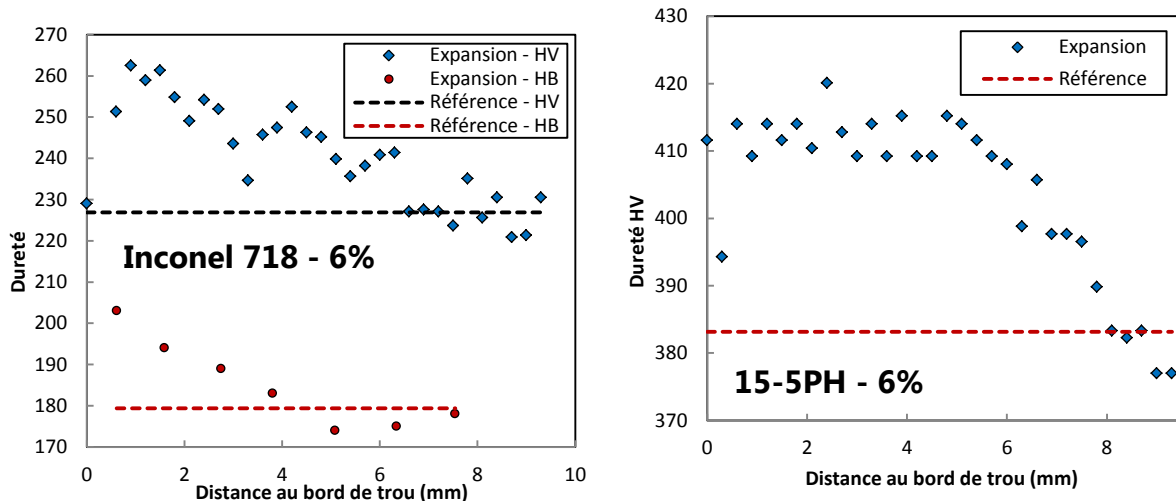 270
260
250
240
230
220
210
200
190
180
170
0
2
4
6
8
10
Dureté
Distance au bord de trou (mm)
Expansion - HV
Expansion - HB
Référence - HV
Référence - HB
Inconel 718 - 6%
430
420
410
400
390
380
370
0
2
4
6
8
Dureté HV
Distance au bord de trou (mm)
Expansion
Référence
15-5PH - 6%